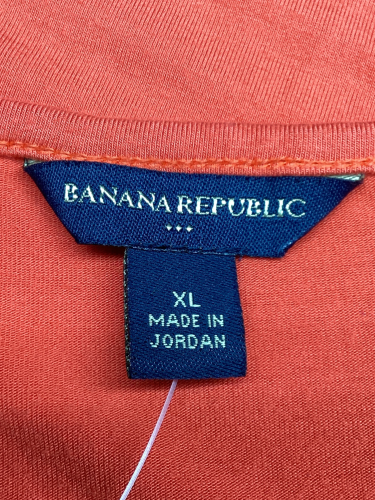 BANANA REPUBLIC
XL
MADE IN
JORDAN